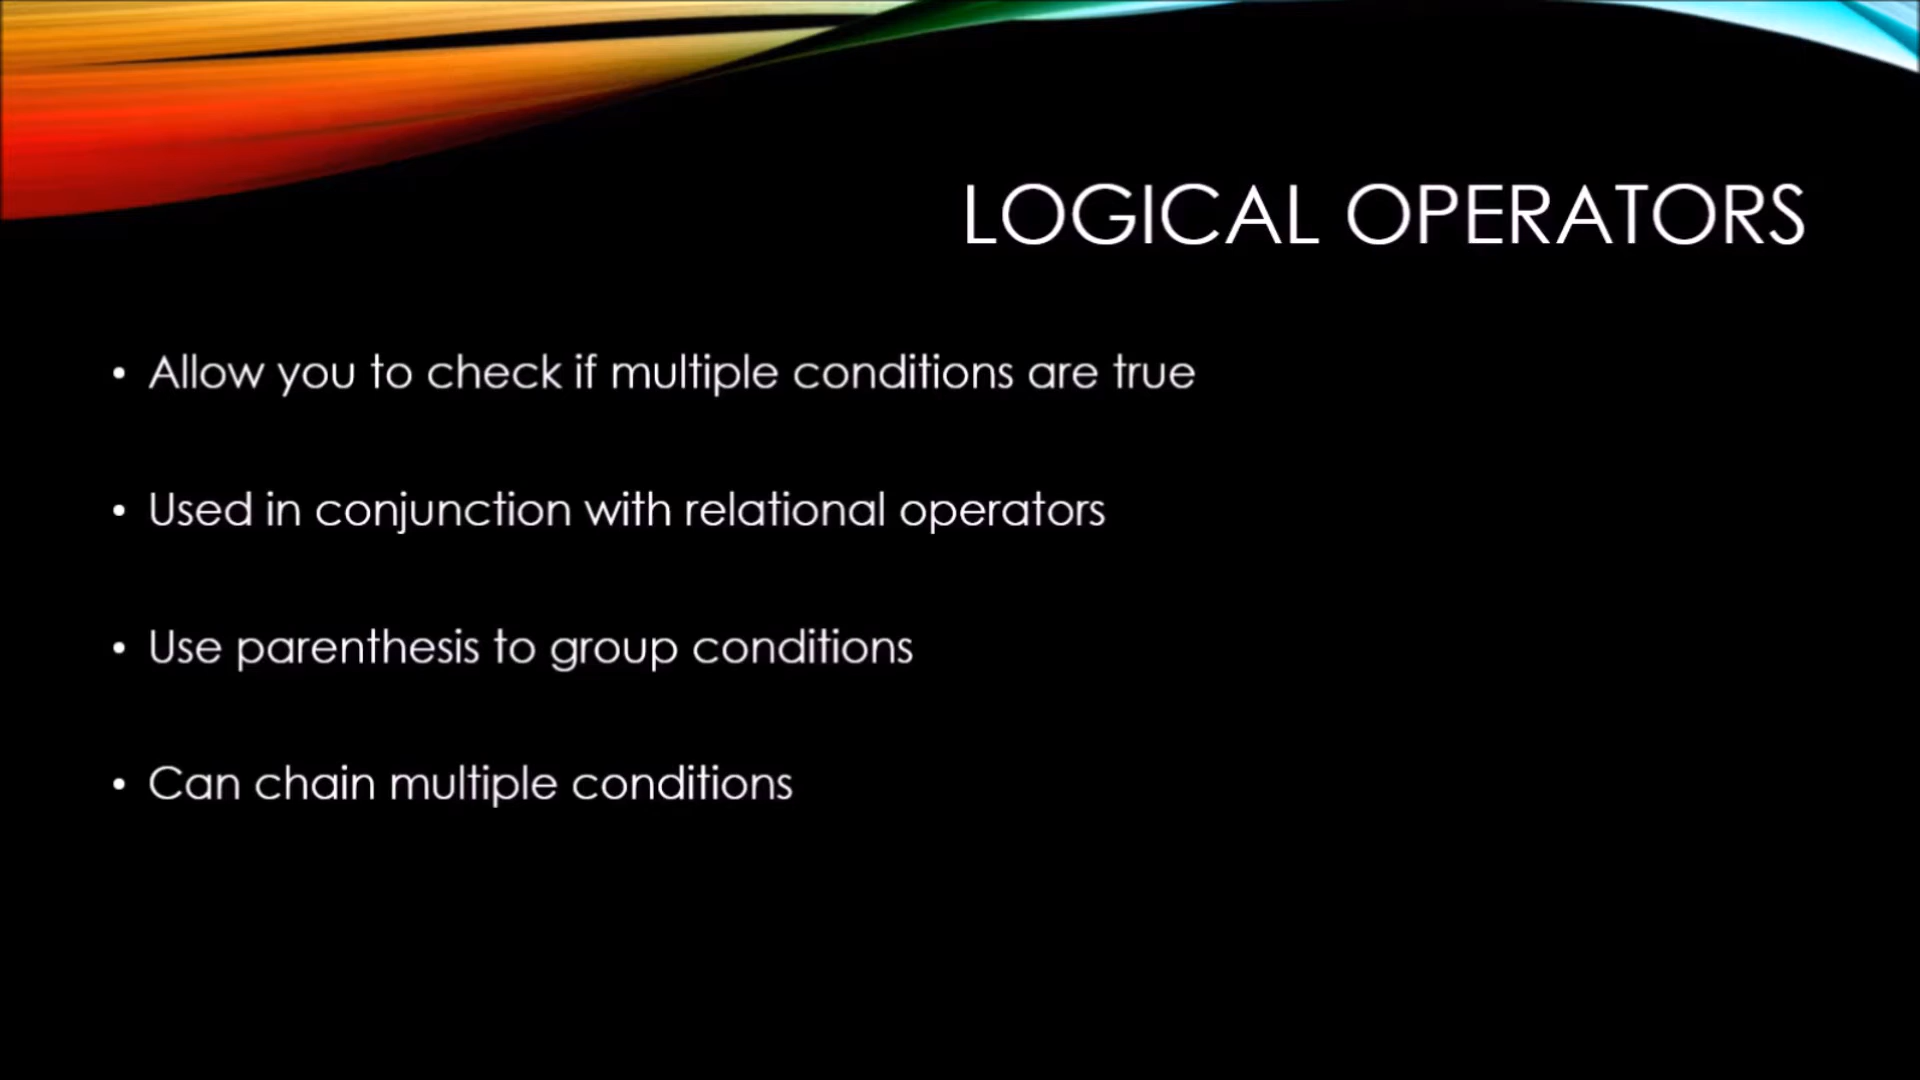 LOGICAL OPERATORS
• Allow you to check if multiple conditions are true
• Used in conjunction with relational operators
• Use parenthesis to group conditions
• Can chain multiple conditions